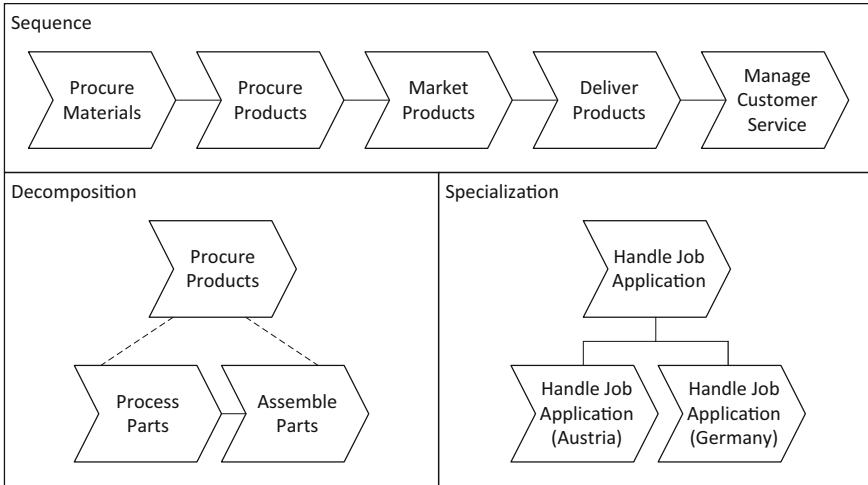 Sequence
Procure
Materials
Procure
Products
Market
Products
Deliver
Products
Manage
Customer
Service
Decomposition
Procure
Products
Process
Parts
Assemble
Parts
Specialization
Handle Job
Application
Handle Job
Application
(Austria)
Handle Job
Application
(Germany)